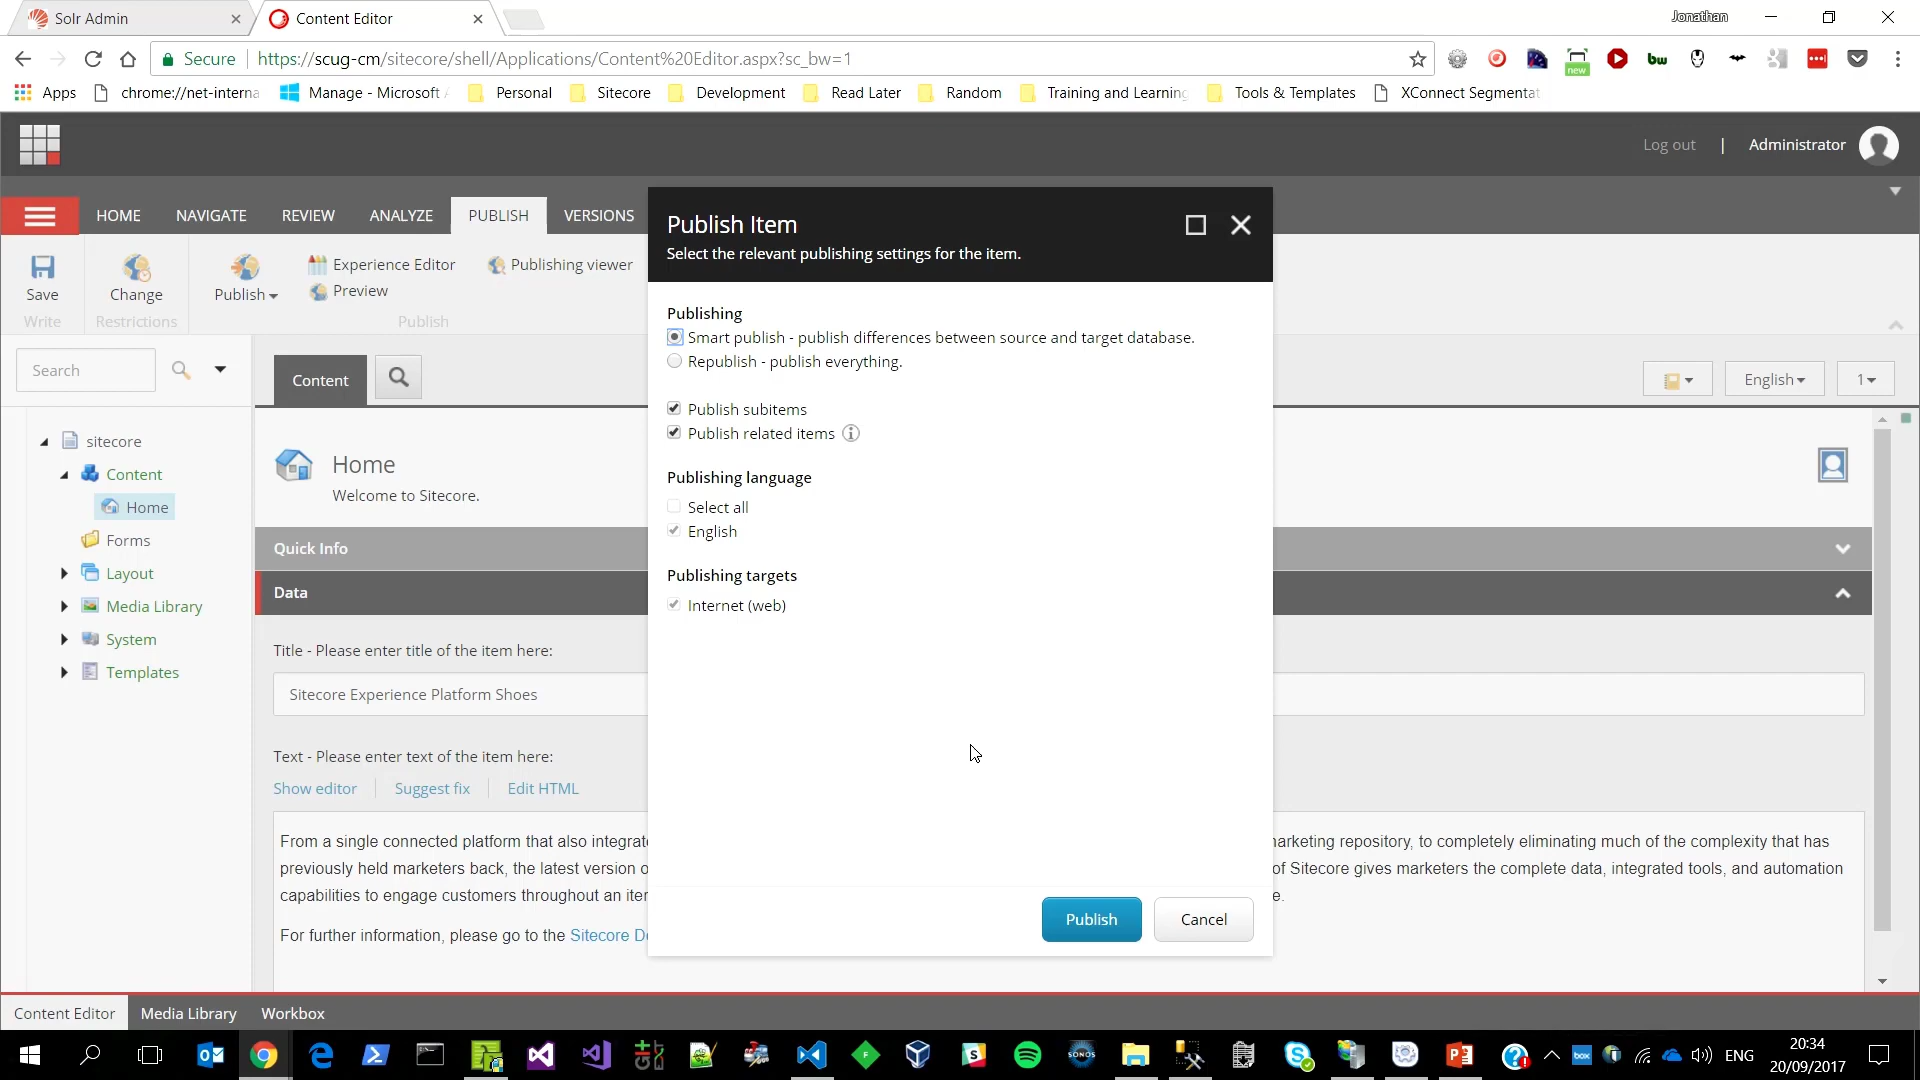 Solr Admin
Content Editor
Jonathan
Secure
https://scug-cm/sitecore/shell/Applications/Content%20Editor.aspx?sc_bw=1
new
bw
Apps
chrome://net-interna
Manage - Microsoft
Personal
Sitecore
Development
Read Later
Random
Training and Learning
Tools & Templates
XConnect Segmentat
Log out | Administrator
HOME
NAVIGATE
REVIEW
ANALYZE
PUBLISH
VERSIONS
Save
Write
Change
Restrictions
Publish
Experience Editor
Preview
Publishing viewer
Publish
Search
Content
English
1
sitecore
Content
Home
Forms
Layout
Media Library
System
Templates
Home
Welcome to Sitecore.
Quick Info
Data
Title - Please enter title of the item here:
Sitecore Experience Platform Shoes
Text - Please enter text of the item here:
Show editor
Suggest fix
Edit HTML
From a single connected platform that also integrate
arketing repository, to completely eliminating much of the complexity that has
previously held marketers back, the latest version o
of Sitecore gives marketers the complete data, integrated tools, and automation
capabilities to engage customers throughout an iter
e.
For further information, please go to the Sitecore De
Publish Item
Select the relevant publishing settings for the item.
Publishing
Smart publish - publish differences between source and target database.
Republish - publish everything.
Publish subitems
Publish related items
Publishing language
Select all
English
Publishing targets
Internet (web)
Publish
Cancel
Content Editor
Media Library
Workbox
SONOS
box
ENG
20:34
20/09/2017